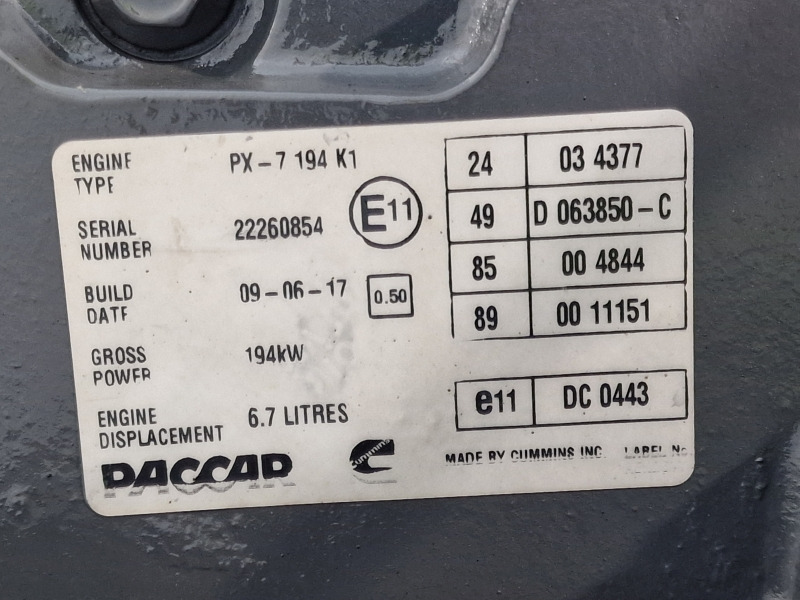 ENGINE TYPE PX-7 194 K1
SERIAL NUMBER 22260854
E11
BUILD DATE 09-06-17 0.50
GROSS POWER 194kW
ENGINE DISPLACEMENT 6.7 LITRES
24 03 4377
49 D 063850-C
85 00 4844
89 00 11151
e11 DC 0443
PACCAR cummins MADE BY CUMMINS INC. LABEL No.